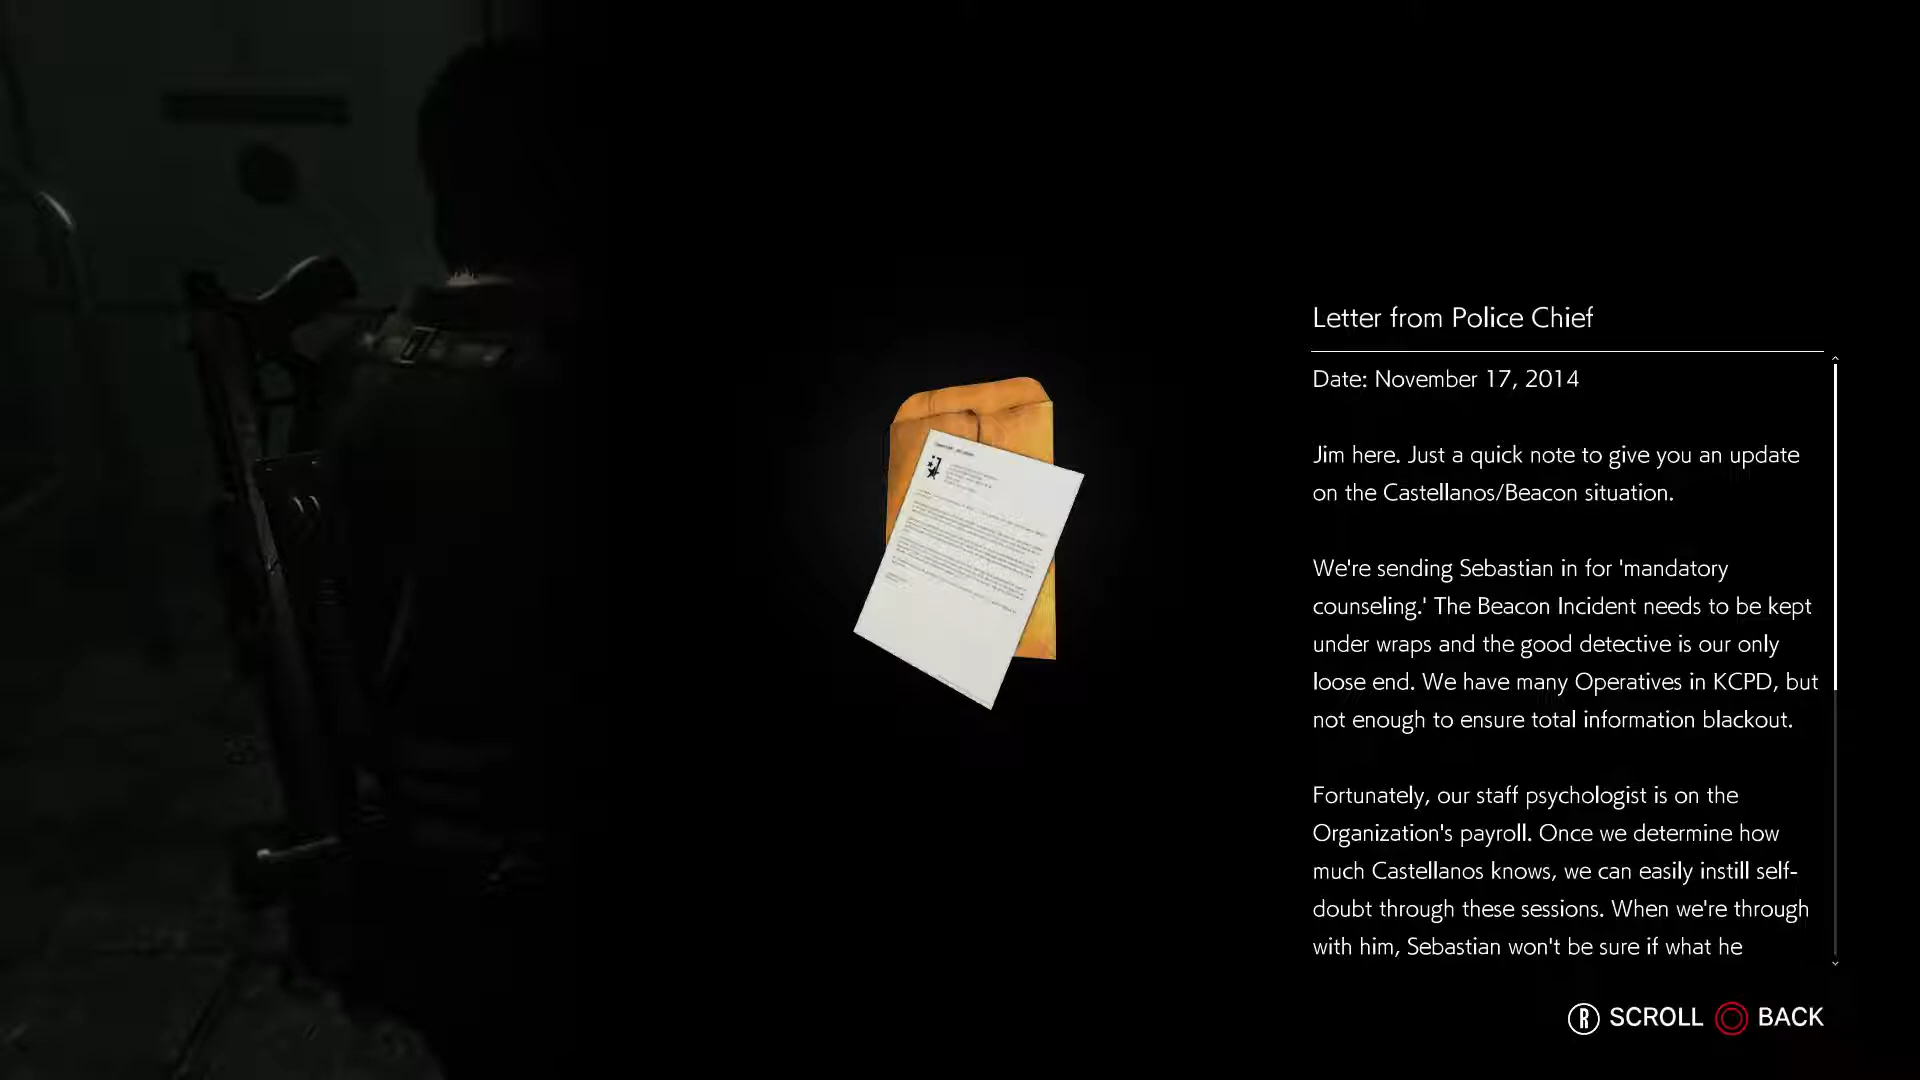 Letter from Police Chief
Date: November 17, 2014
Jim here. Just a quick note to give you an update
on the Castellanos/Beacon situation.
We're sending Sebastian in for 'mandatory
counseling.' The Beacon Incident needs to be kept
under wraps and the good detective is our only
loose end. We have many Operatives in KCPD, but
not enough to ensure total information blackout.
Fortunately, our staff psychologist is on the
Organization's payroll. Once we determine how
much Castellanos knows, we can easily instill self-
doubt through these sessions. When we're through
with him, Sebastian won't be sure if what he
R SCROLL BACK